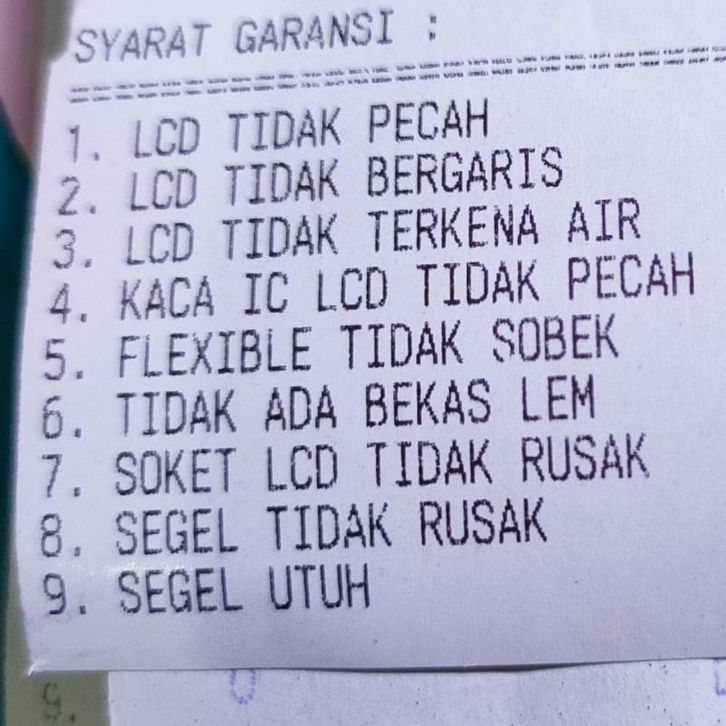 SYARAT GARANSI :
1. LCD TIDAK PECAH
2. LCD TIDAK BERGARIS
3. LCD TIDAK TERKENA AIR
4. KACA IC LCD TIDAK PECAH
5. FLEXIBLE TIDAK SOBEK
6. TIDAK ADA BEKAS LEM
7. SOKET LCD TIDAK RUSAK
8. SEGEL TIDAK RUSAK
9. SEGEL UTUH
9.